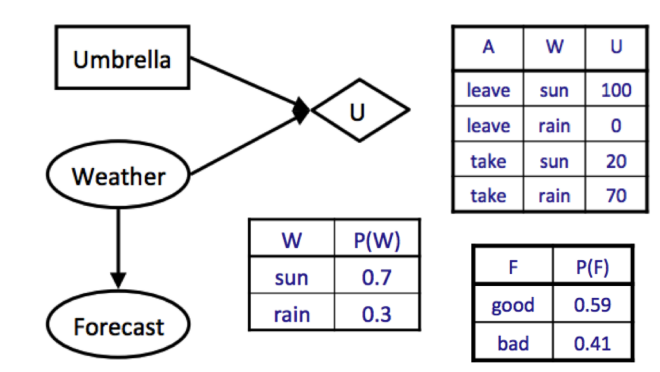 Umbrella
U
Weather
Forecast
A W U
leave sun 100
leave rain 0
take sun 20
take rain 70
W P(W)
sun 0.7
rain 0.3
F P(F)
good 0.59
bad 0.41